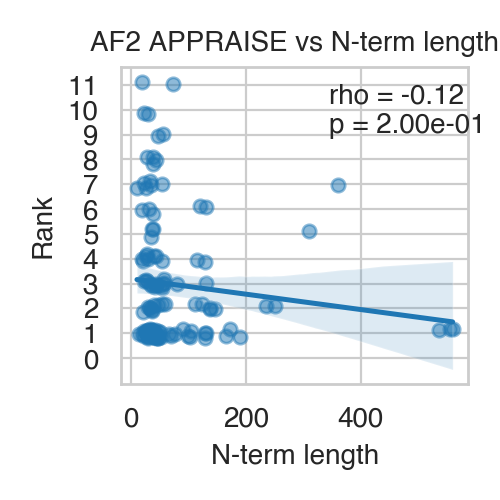 AF2 APPRAISE vs N-term length
rho = -0.12
p = 2.00e-01
11
10
9
8
7
6
5
4
3
2
1
0
Rank
0 200 400
N-term length